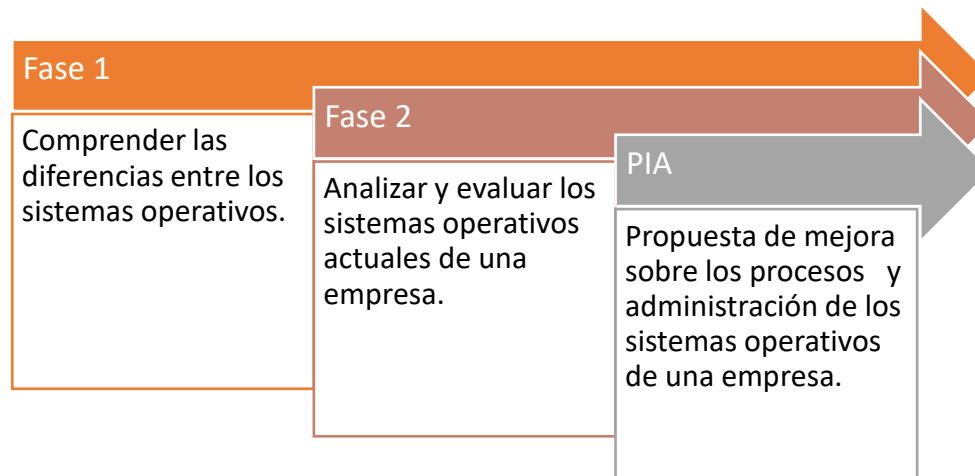 Fase 1
Comprender las
diferencias entre los
sistemas operativos.
Fase 2
Analizar y evaluar los
sistemas operativos
actuales de una
empresa.
PIA
Propuesta de mejora
sobre los procesos y
administración de los
sistemas operativos
de una empresa.